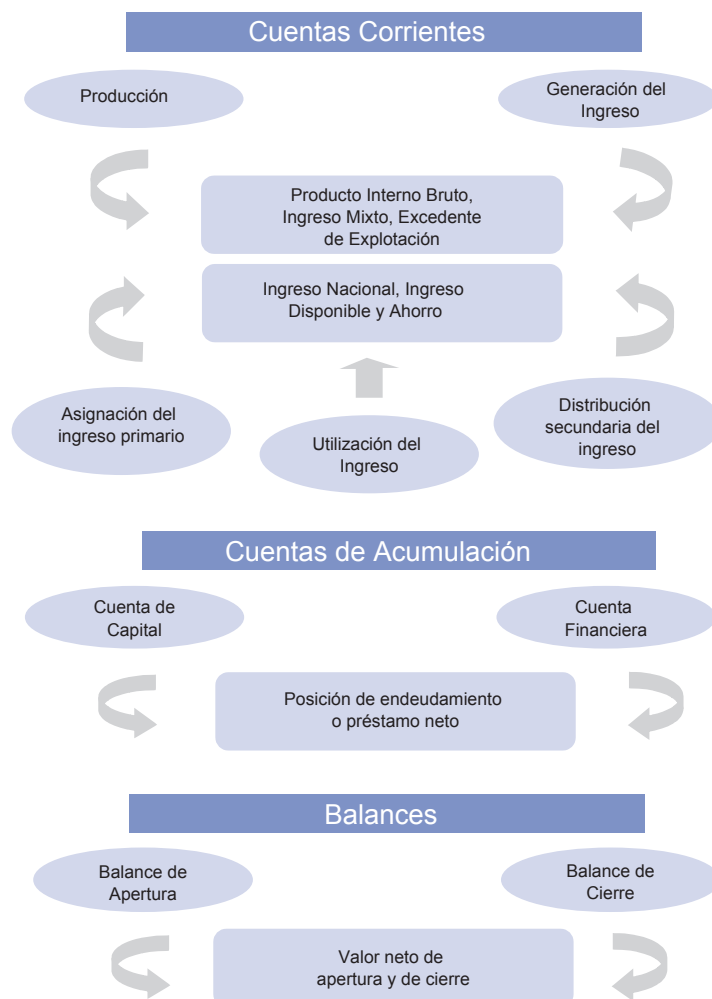 Cuentas Corrientes
Producción
Generación del
Ingreso
Producto Interno Bruto,
Ingreso Mixto, Excedente
de Explotación
Ingreso Nacional, Ingreso
Disponible y Ahorro
Asignación del
ingreso primario
Utilización del
Ingreso
Distribución
secundaria del
ingreso
Cuentas de Acumulación
Cuenta de
Capital
Cuenta
Financiera
Posición de endeudamiento
o préstamo neto
Balances
Balance de
Apertura
Balance de
Cierre
Valor neto de
apertura y de cierre